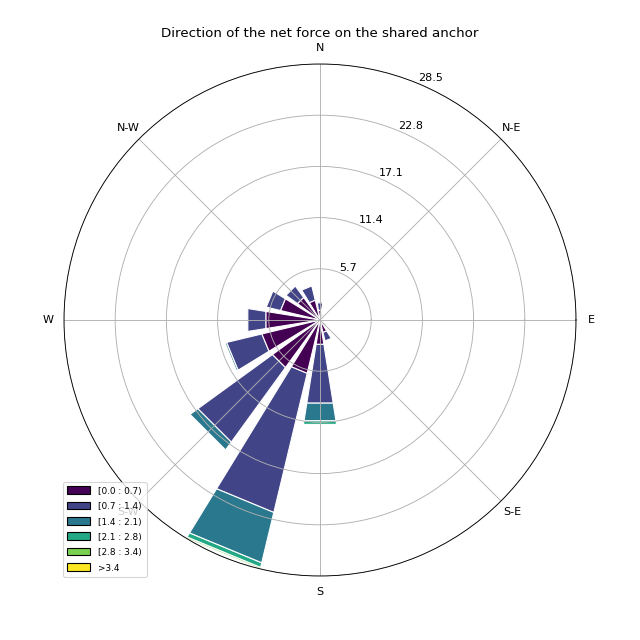 Direction of the net force on the shared anchor
N
28.5
N-W
N-E
22.8
17.1
11.4
5.7
W
E
[0.0 : 0.7)
[0.7 : 1.4)
S-W
[1.4 : 2.1)
S-E
[2.1 : 2.8)
[2.8 : 3.4)
>3.4
S